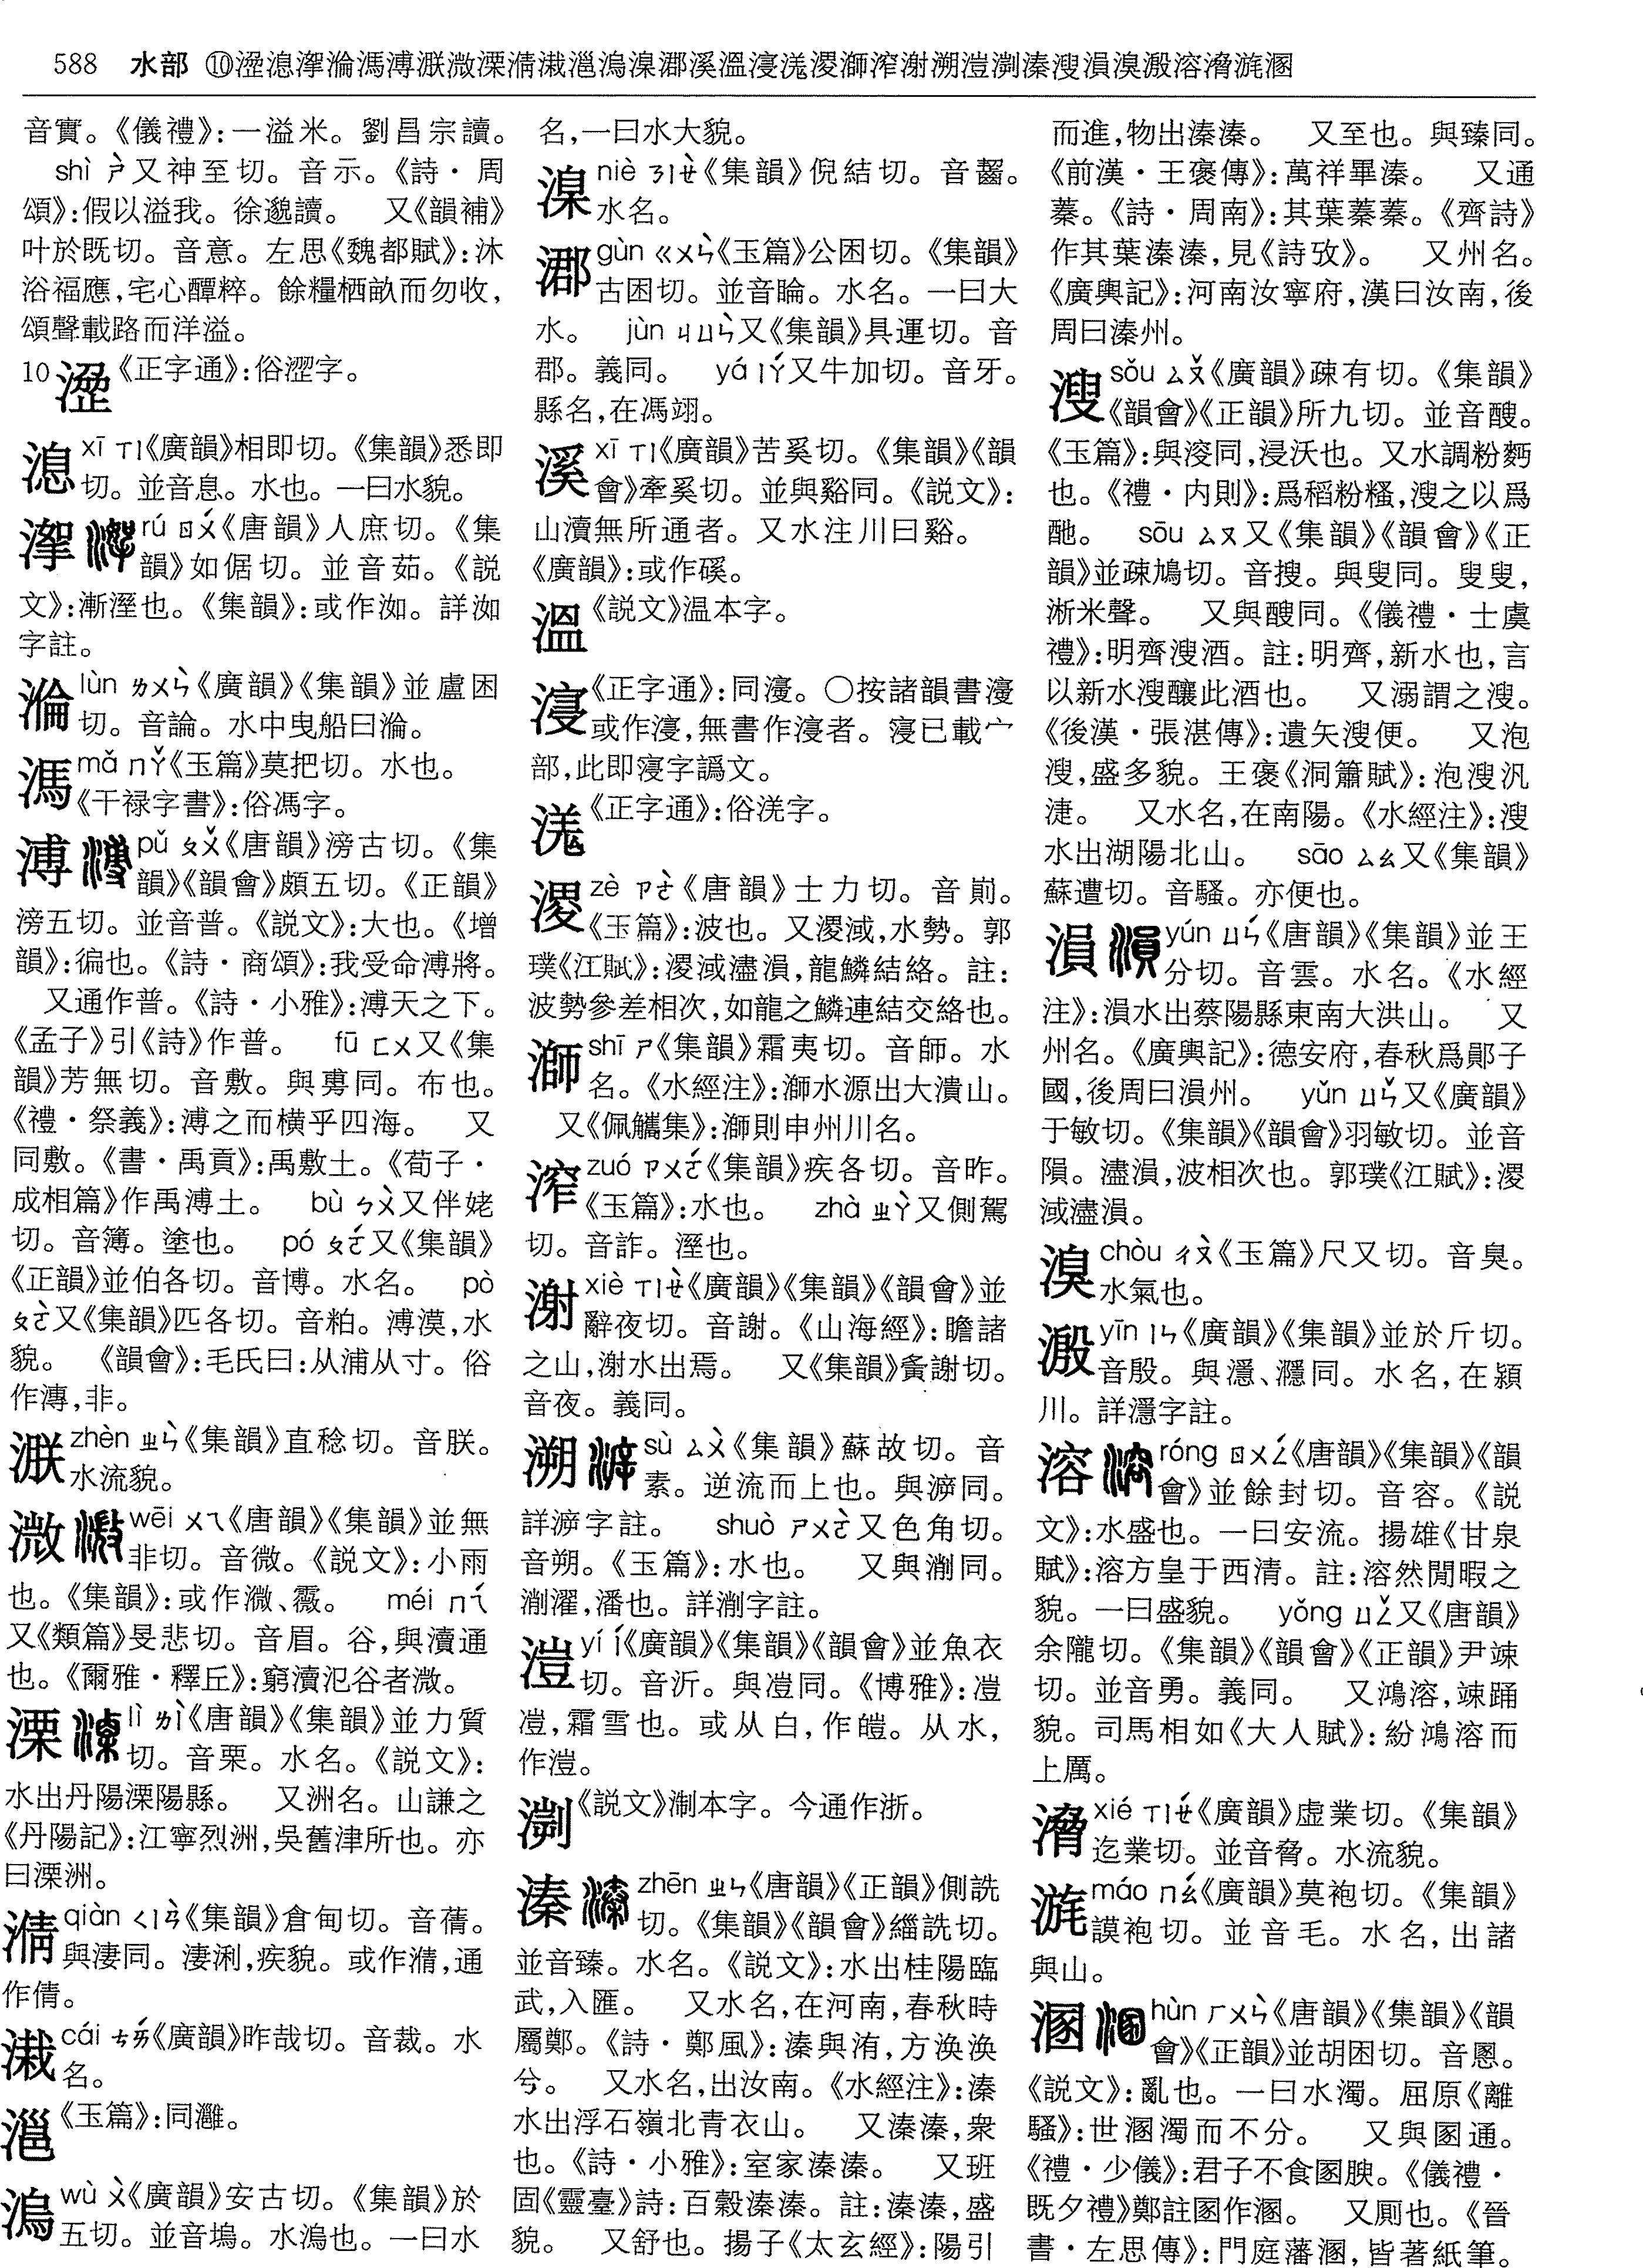 588 水部 ⑩𣹤𣹰㴰溣溤溥㴨溦溧㵀溨𣹝溩㵅𣹨溪溫𣹶㳾溭溮溠㴬溯溰𣹋溱溲溳溴溵溶㴽㴘溷
音實。《儀禮》:一溢米。劉昌宗讀。
shì ㄕˋ又神至切。音示。《詩·周
頌》:假以溢我。徐邈讀。 又《韻補》
叶於既切。音意。左思《魏都賦》:沐
浴福應,宅心醰粹。餘糧栖畝而勿收,
頌聲載路而洋溢。
10 《正字通》:俗澀字。
xī ㄒㄧ《廣韻》相即切。《集韻》悉即
切。並音息。水也。一曰水貌。
rú ㄖㄨˊ《唐韻》人庶切。《集
韻》如倨切。並音茹。《説
文》:漸溼也。《集韻》:或作洳。詳洳
字註。
溣 lùn ㄌㄨㄣˋ《廣韻》《集韻》並盧困
切。音論。水中曳船曰溣。
溤 mǎ ㄇㄚˇ《玉篇》莫把切。水也。
《干禄字書》:俗馮字。
溥 pǔ ㄆㄨˇ《唐韻》滂古切。《集
韻》《韻會》頗五切。《正韻》
滂五切。並音普。《説文》:大也。《增
韻》:徧也。《詩·商頌》:我受命溥將。
又通作普。《詩·小雅》:溥天之下。
《孟子》引《詩》作普。 fū ㄈㄨ又《集
韻》芳無切。音敷。與旉同。布也。
《禮·祭義》:溥之而横乎四海。 又
同敷。《書·禹貢》:禹敷土。《荀子·
成相篇》作禹溥土。 bù ㄅㄨˋ又伴姥
切。音簿。塗也。 pó ㄆㄛˊ又《集韻》
《正韻》並伯各切。音博。水名。 pò
ㄆㄛˋ又《集韻》匹各切。音粕。溥漠,水
貌。 《韻會》:毛氏曰:从浦从寸。俗
作溥,非。
㴨 zhèn ㄓㄣˋ《集韻》直稔切。音朕。
水流貌。
溦 wēi ㄨㄟ《唐韻》《集韻》並無
非切。音微。《説文》:小雨
也。《集韻》:或作溦、霺。 méi ㄇㄟˊ
又《類篇》旻悲切。音眉。谷,與瀆通
也。《爾雅·釋丘》:窮瀆汜谷者溦。
溧 lì ㄌㄧˋ《唐韻》《集韻》並力質
切。音栗。水名。《説文》:
水出丹陽溧陽縣。 又洲名。山謙之
《丹陽記》:江寧烈洲,吳舊津所也。亦
曰溧洲。
qiàn ㄑㄧㄢˋ《集韻》倉甸切。音蒨。
與淒同。淒浰,疾貌。或作凊,通
作倩。
溨 cái ㄘㄞˊ《廣韻》昨哉切。音裁。水
名。
《玉篇》:同灉。
溩 wù ㄨˋ《廣韻》安古切。《集韻》於
五切。並音塢。水溩也。一曰水
名,一曰水大貌。
niè ㄋㄧㄝˋ《集韻》倪結切。音齧。
水名。
gùn ㄍㄨㄣˋ《玉篇》公困切。《集韻》
古困切。並音睔。水名。一曰大
水。 jùn ㄐㄩㄣˋ又《集韻》具運切。音
郡。義同。 yá ㄧㄚˊ又牛加切。音牙。
縣名,在馮翊。
溪 xī ㄒㄧ《廣韻》苦奚切。《集韻》《韻
會》牽奚切。並與谿同。《説文》:
山瀆無所通者。又水注川曰谿。
《廣韻》:或作磎。
溫 《説文》温本字。
《正字通》:同濅。○按諸韻書濅
或作寖,無書作𣹶者。寖已載宀
部,此即寖字譌文。
《正字通》:俗㳾字。
溭 zè ㄗㄜˋ《唐韻》士力切。音崱。
《玉篇》:波也。又溭淢,水勢。郭
璞《江賦》:溭淢濜溳,龍鱗結絡。註:
波勢參差相次,如龍之鱗連結交絡也。
溮 shī ㄕ《集韻》霜夷切。音師。水
名。《水經注》:溮水源出大潰山。
又《佩觿集》:溮則申州川名。
zuó ㄗㄨㄛˊ《集韻》疾各切。音昨。
《玉篇》:水也。 zhà ㄓㄚˋ又側駕
切。音詐。溼也。
㴬 xiè ㄒㄧㄝˋ《廣韻》《集韻》《韻會》並
辭夜切。音謝。《山海經》:瞻諸
之山,㴬水出焉。 又《集韻》夤謝切。
音夜。義同。
溯 sù ㄙㄨˋ《集韻》蘇故切。音
素。逆流而上也。與泝同。
詳泝字註。 shuò ㄕㄨㄛˋ又色角切。
音朔。《玉篇》:水也。 又與㴑同。
㴑濯,潘也。詳㴑字註。
溰 yí ㄧˊ《廣韻》《集韻》《韻會》並魚衣
切。音沂。與凒同。《博雅》:凒
凒,霜雪也。或从白,作皚。从水,
作溰。
《説文》淛本字。今通作浙。
溱 zhēn ㄓㄣ《唐韻》《正韻》側詵
切。《集韻》《韻會》緇詵切。
並音臻。水名。《説文》:水出桂陽臨
武,入匯。 又水名,在河南,春秋時
屬鄭。《詩·鄭風》:溱與洧,方渙渙
兮。 又水名,出汝南。《水經注》:溱
水出浮石嶺北青衣山。 又溱溱,衆
也。《詩·小雅》:室家溱溱。 又班
固《靈臺》詩:百穀溱溱。註:溱溱,盛
貌。 又舒也。揚子《太玄經》:陽引
而進,物出溱溱。 又至也。與臻同。
《前漢·王褒傳》:萬祥畢溱。 又通
蓁。《詩·周南》:其葉蓁蓁。《齊詩》
作其葉溱溱,見《詩攷》。 又州名。
《廣輿記》:河南汝寧府,漢曰汝南,後
周曰溱州。
溲 sǒu ㄙㄡˇ《廣韻》疎有切。《集韻》
《韻會》《正韻》所九切。並音醙。
《玉篇》:與滫同,浸沃也。又水調粉麪
也。《禮·内則》:爲稻粉糔,溲之以爲
酏。 sōu ㄙㄡ又《集韻》《韻會》《正
韻》並疎鳩切。音搜。與叟同。叟叟,
淅米聲。 又與醙同。《儀禮·士虞
禮》:明齊溲酒。註:明齊,新水也,言
以新水溲釀此酒也。 又溺謂之溲。
《後漢·張湛傳》:遺矢溲便。 又泡
溲,盛多貌。王褒《洞簫賦》:泡溲汎
㵀。 又水名,在南陽。《水經注》:溲
水出湖陽北山。 sāo ㄙㄠ又《集韻》
蘇遭切。音騷。亦便也。
溳 yún ㄩㄣˊ《唐韻》《集韻》並王
分切。音雲。水名。《水經
注》:溳水出蔡陽縣東南大洪山。 又
州名。《廣輿記》:德安府,春秋爲鄖子
國,後周曰溳州。 yǔn ㄩㄣˇ又《廣韻》
于敏切。《集韻》《韻會》羽敏切。並音
隕。濜溳,波相次也。郭璞《江賦》:溭
淢濜溳。
溴 chòu ㄔㄡˋ《玉篇》尺又切。音臭。
水氣也。
溵 yīn ㄧㄣ《廣韻》《集韻》並於斤切。
音殷。與㶏、濦同。水名,在潁
川。詳㶏字註。
溶 róng ㄖㄨㄥˊ《唐韻》《集韻》《韻
會》並餘封切。音容。《説
文》:水盛也。一曰安流。揚雄《甘泉
賦》:溶方皇于西清。註:溶然閒暇之
貌。一曰盛貌。 yǒng ㄩㄥˇ又《唐韻》
余隴切。《集韻》《韻會》《正韻》尹竦
切。並音勇。義同。 又鴻溶,竦踊
貌。司馬相如《大人賦》:紛鴻溶而
上厲。
㴽 xié ㄒㄧㄝˊ《廣韻》虚業切。《集韻》
迄業切。並音脅。水流貌。
㴘 máo ㄇㄠˊ《廣韻》莫袍切。《集韻》
謨袍切。並音毛。水名,出諸
與山。
溷 hùn ㄏㄨㄣˋ《唐韻》《集韻》《韻
會》《正韻》並胡困切。音慁。
《説文》:亂也。一曰水濁。屈原《離
騷》:世溷濁而不分。 又與圂通。
《禮·少儀》:君子不食圂腴。《儀禮·
既夕禮》鄭註圂作溷。 又厠也。《晉
書·左思傳》:門庭藩溷,皆著紙筆。